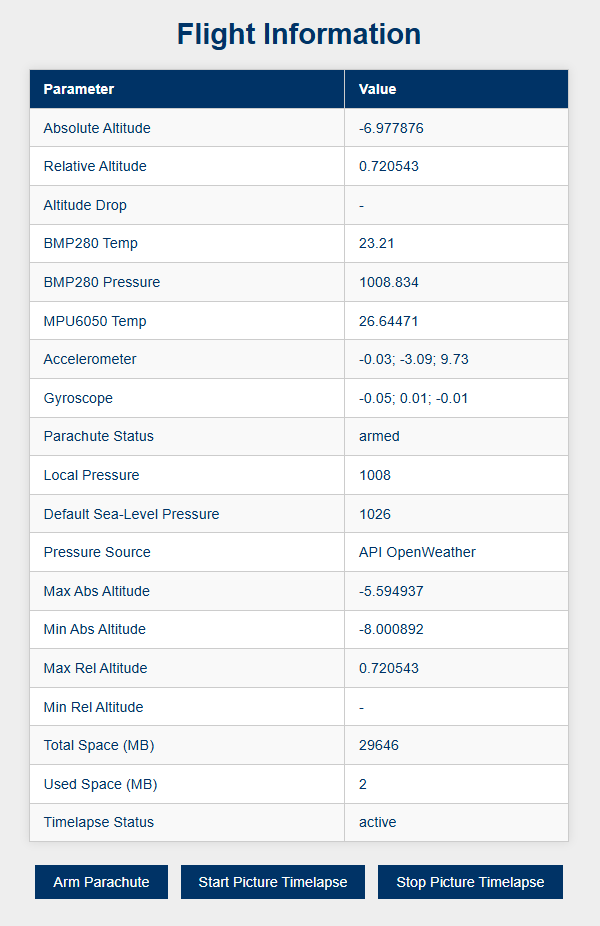 Flight Information
Parameter Value
Absolute Altitude -6.977876
Relative Altitude 0.720543
Altitude Drop -
BMP280 Temp 23.21
BMP280 Pressure 1008.834
MPU6050 Temp 26.64471
Accelerometer -0.03; -3.09; 9.73
Gyroscope -0.05; 0.01; -0.01
Parachute Status armed
Local Pressure 1008
Default Sea-Level Pressure 1026
Pressure Source API OpenWeather
Max Abs Altitude -5.594937
Min Abs Altitude -8.000892
Max Rel Altitude 0.720543
Min Rel Altitude -
Total Space (MB) 29646
Used Space (MB) 2
Timelapse Status active
Arm Parachute Start Picture Timelapse Stop Picture Timelapse